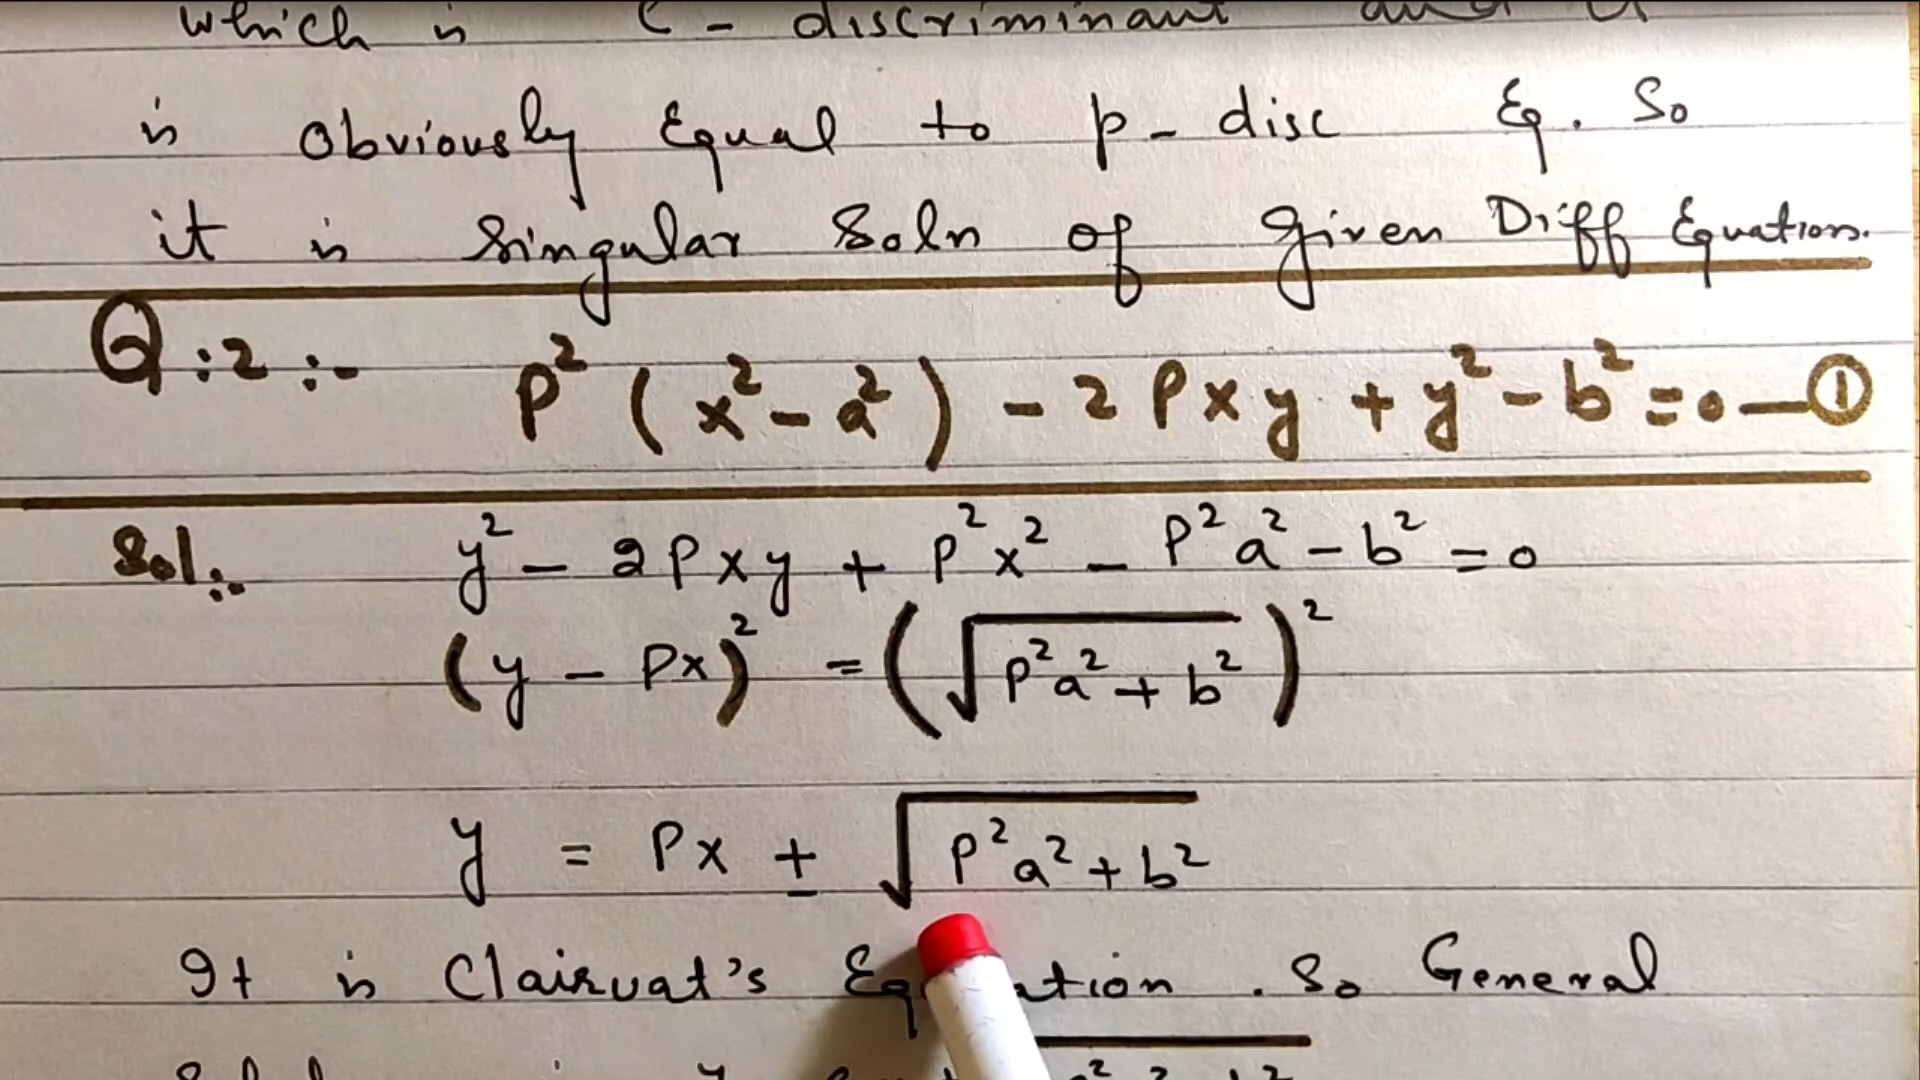 which is C - discriminant and
is obviously Equal to p - disc Eq. So
it is Singular Soln of given Diff Equation.
Q:2:- P² (x² - a²) - 2Pxy + y² - b² = 0 — ①
Sol:. y² - 2Pxy + P²x² - P²a² - b² = 0
(y - Px)² = (√P²a² + b²)²
y = Px ± √P²a² + b²
It is Clairuat's Equation. So General